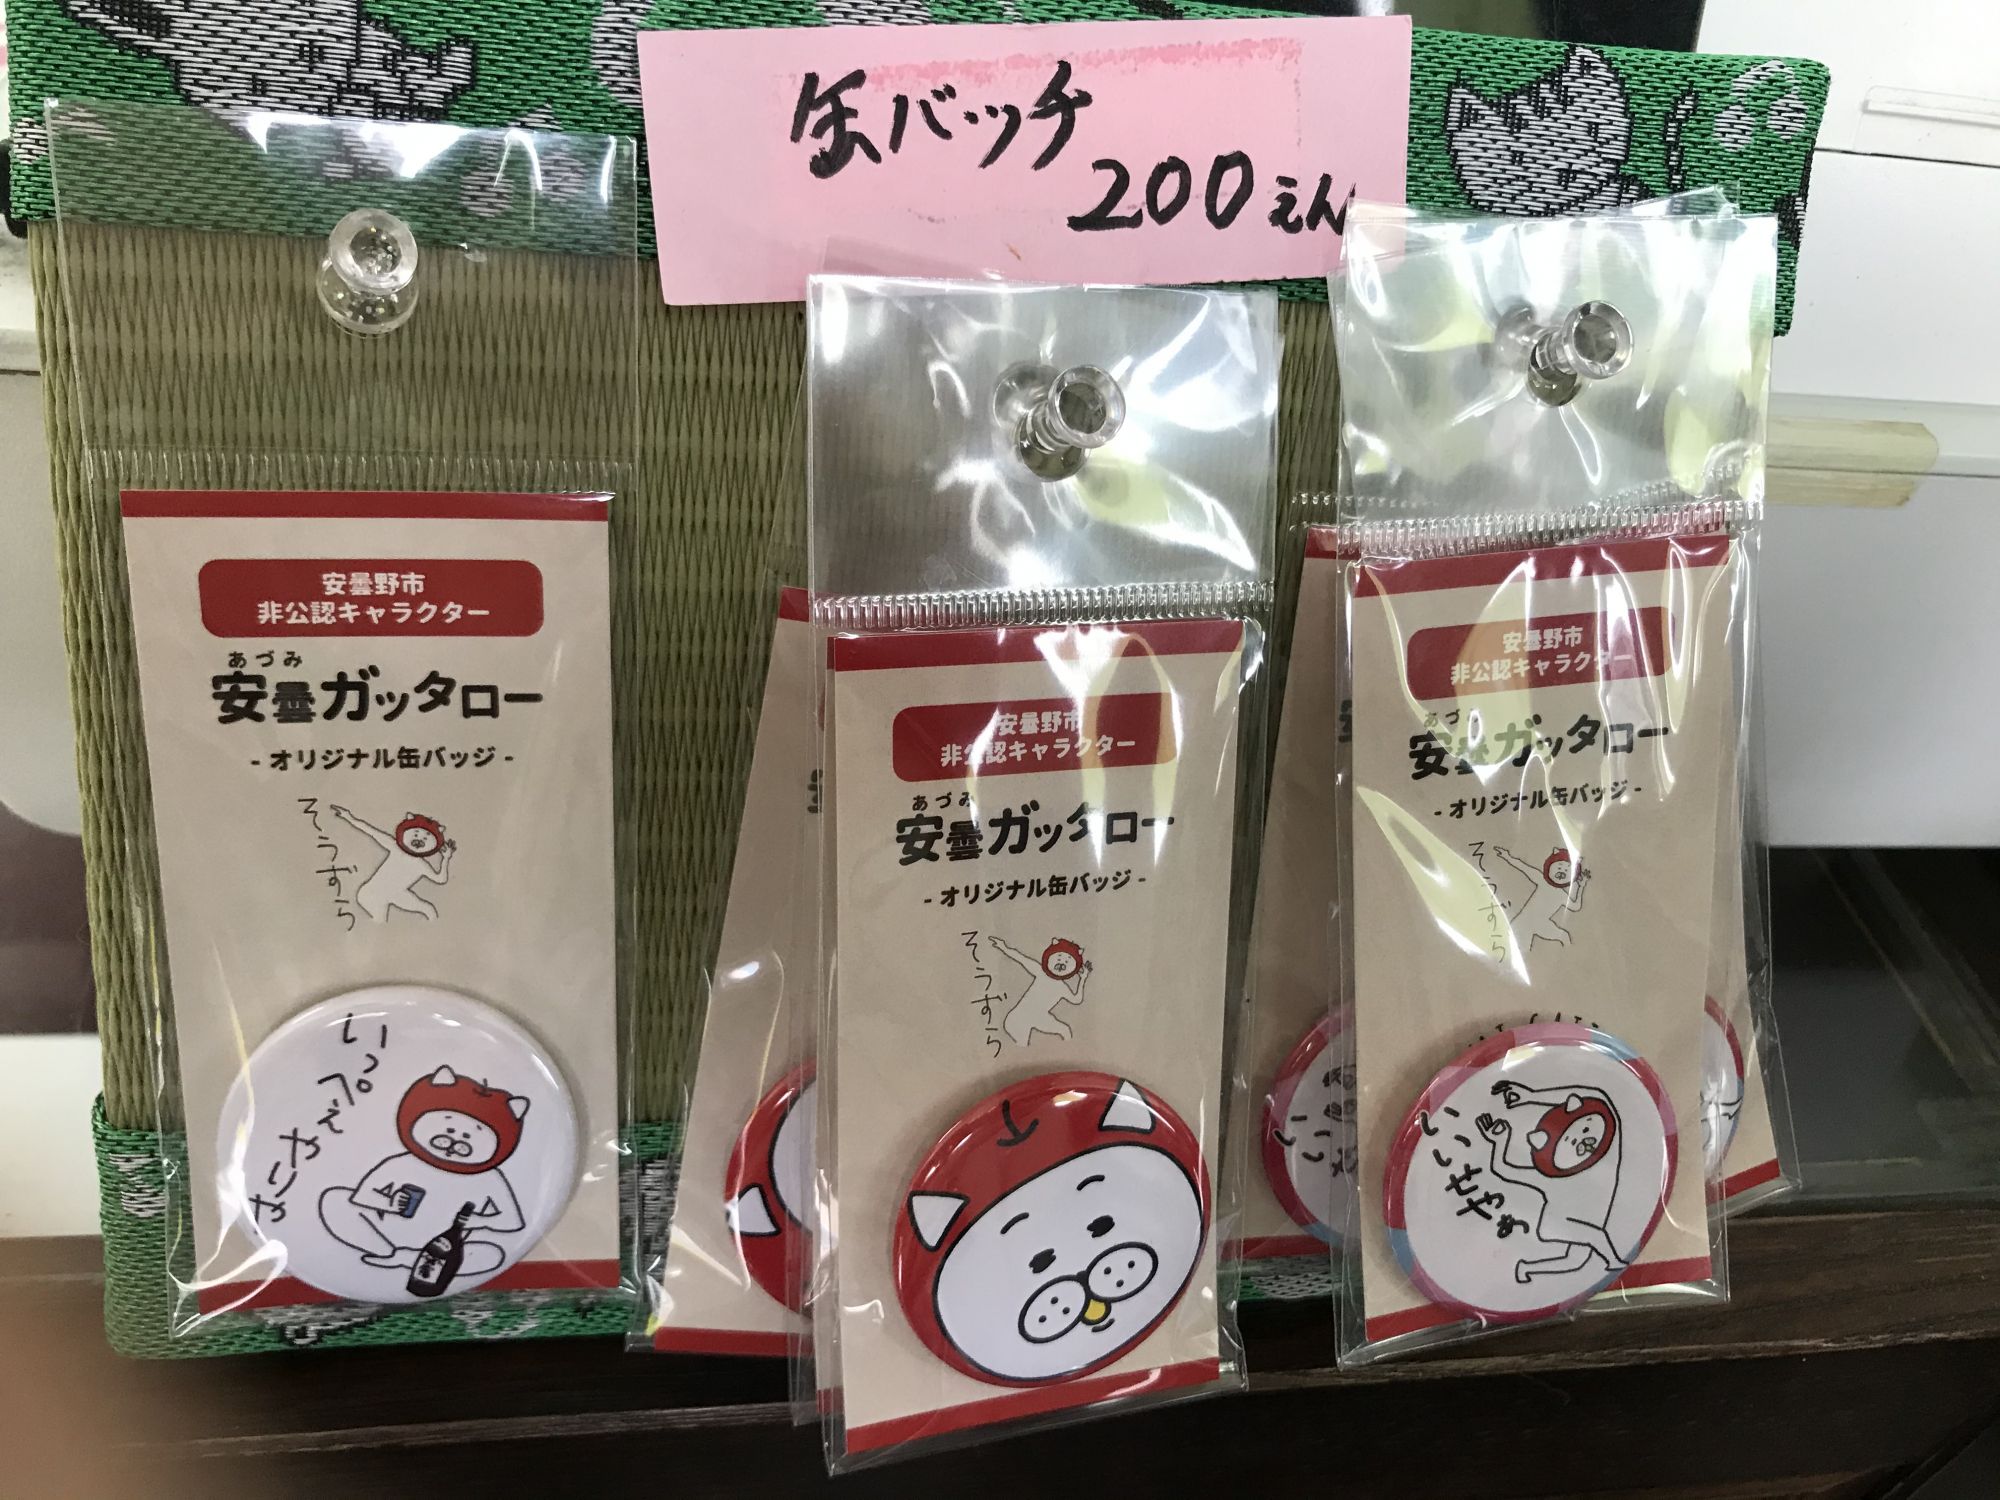 缶バッチ
200えん
安曇野市
非公認キャラクター
あづみ
安曇ガッタロー
- オリジナル缶バッジ -
そうずら
いっぺえ
やで
かりや
安曇野市
非公認キャラクター
あづみ
安曇ガッタロー
- オリジナル缶バッジ -
そうずら
安曇野市
非公認キャラクター
あづ
安曇ガッタロー
- オリジナル缶バッジ -
そうずら
いいせやぁ